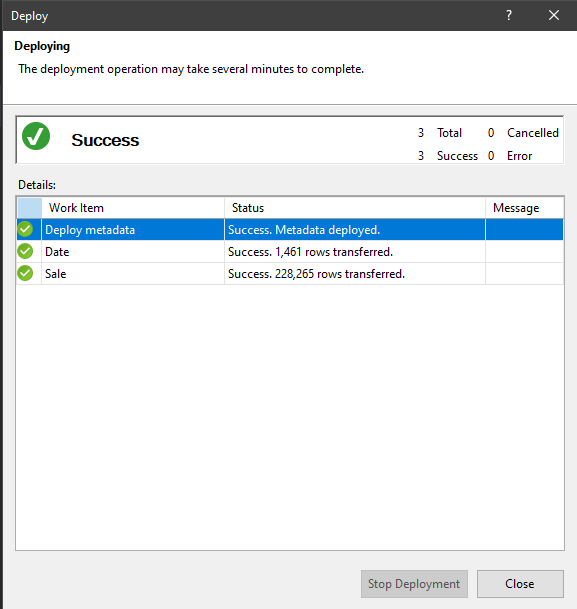 Deploy ?
Deploying
The deployment operation may take several minutes to complete.
Success
3 Total 0 Cancelled
3 Success 0 Error
Details:
Work Item Status Message
Deploy metadata Success. Metadata deployed.
Date Success. 1,461 rows transferred.
Sale Success. 228,265 rows transferred.
Stop Deployment Close